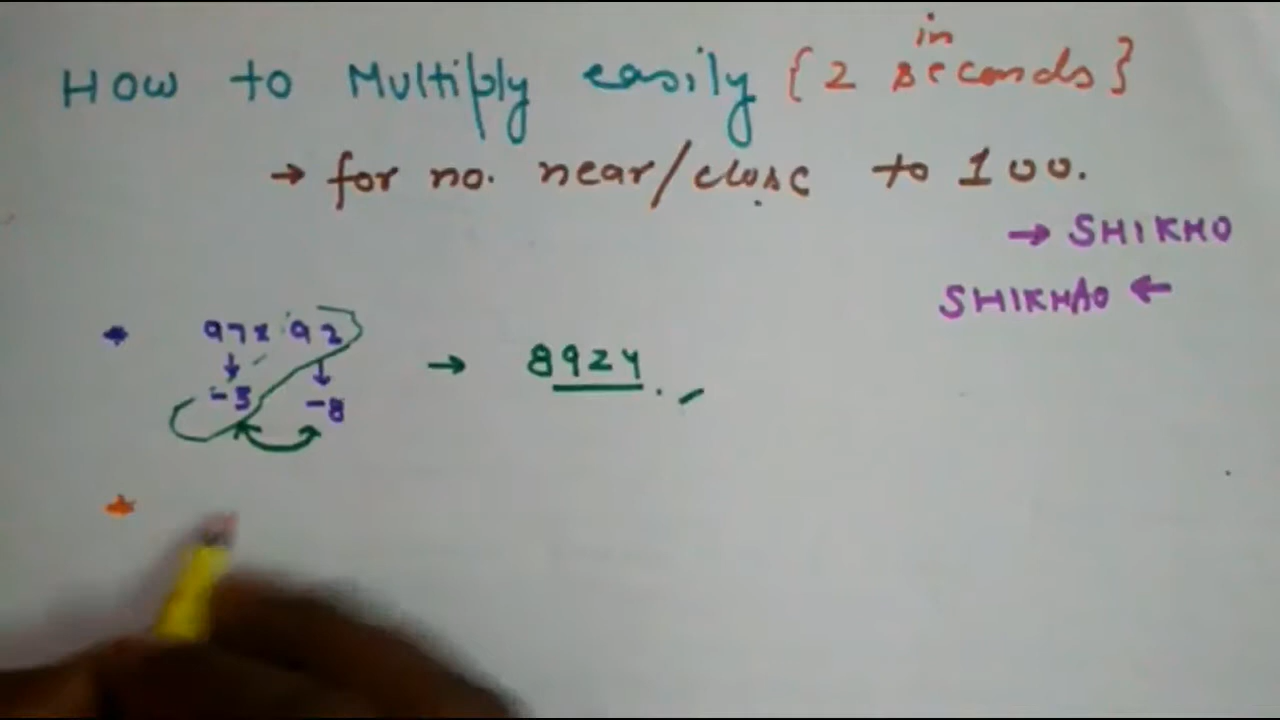 How to Multiply easily {in 2 seconds}
→ for no. near/close to 100.
→ SHIKHO
SHIKHAO ←
97x 92 → 8924.
-3 -8